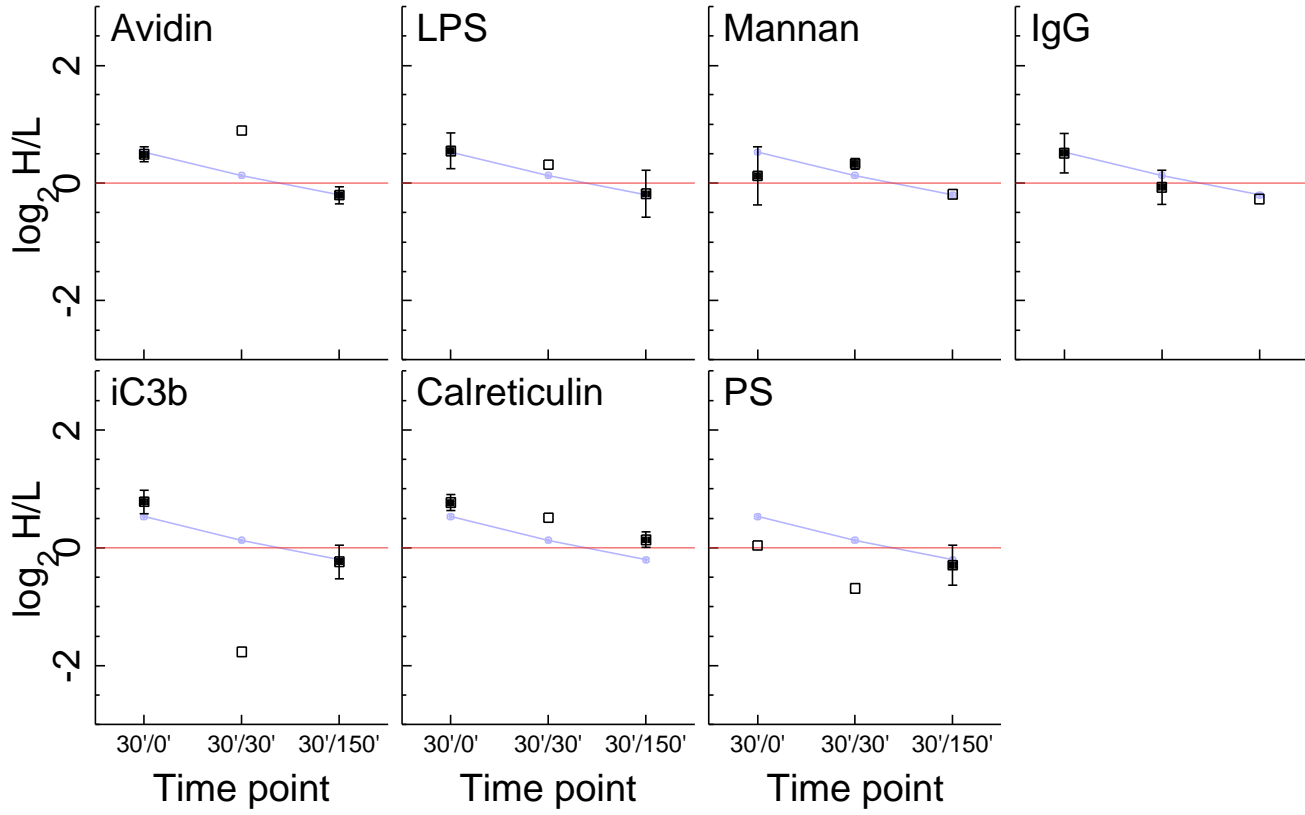 Avidin
LPS
Mannan
IgG
log2 H/L
2
0
-2
iC3b
Calreticulin
PS
log2 H/L
2
0
-2
30'/0' 30'/30' 30'/150'
30'/0' 30'/30' 30'/150'
30'/0' 30'/30' 30'/150'
Time point
Time point
Time point